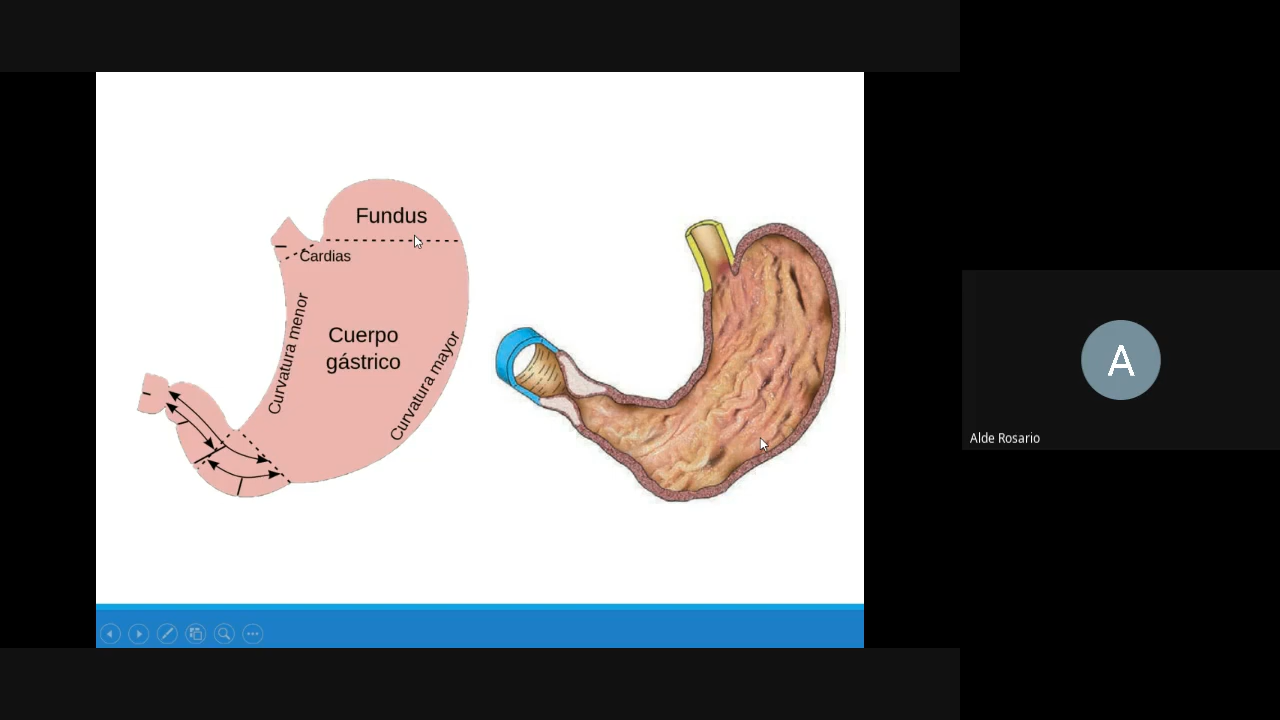 Fundus
Cardias
Curvatura menor
Cuerpo
gástrico
Curvatura mayor
A
Alde Rosario